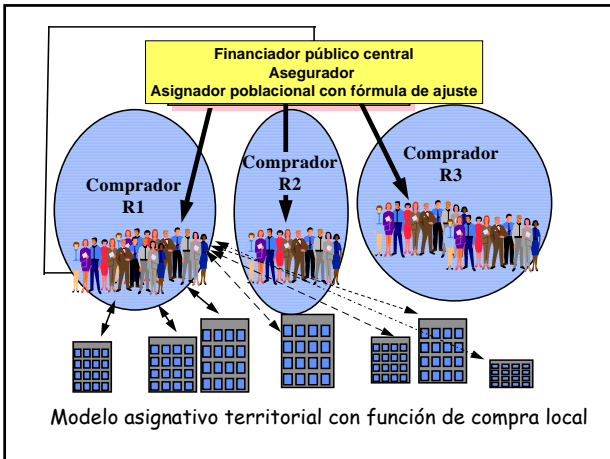 Financiador público central
Asegurador
Asignador poblacional con fórmula de ajuste
Comprador
R1
Comprador
R2
Comprador
R3
Modelo asignativo territorial con función de compra local